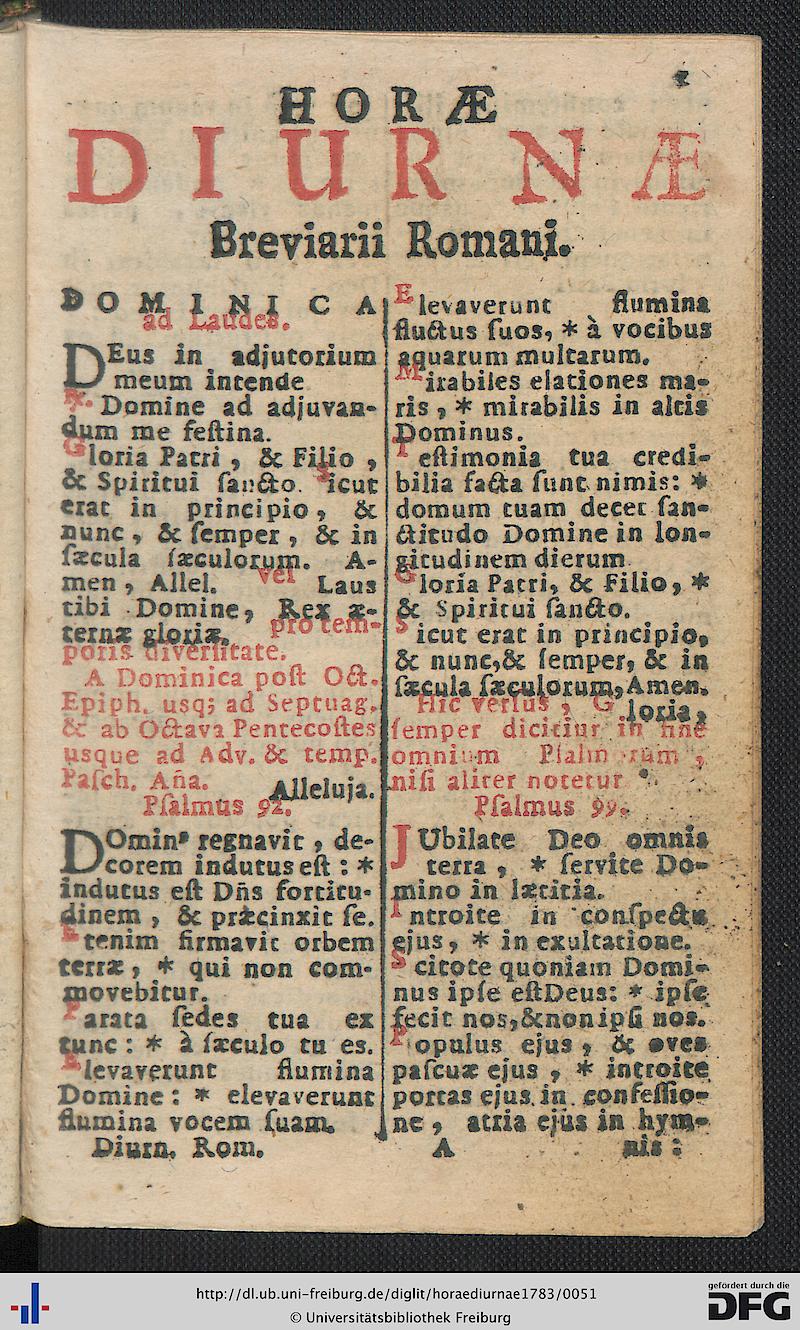 1
HORÆ
DIURNÆ
Breviarii Romani.
DOMINICA
ad Laudes.
DEus in adjutorium
meum intende
℟. Domine ad adjuvan-
dum me feſtina.
Gloria Patri, & Filio,
& Spiritui ſancto. Sicut
erat in principio, &
nunc, & ſemper, & in
ſæcula ſæculorum. A-
men, Allel. vel Laus
tibi Domine, Rex æ-
ternæ gloriæ. pro tem-
poris diverſitate.
A Dominica poſt Oct.
Epiph. usq; ad Septuag.
& ab Octava Pentecoſtes
usque ad Adv. & temp.
Paſch. Aña. Alleluja.
Pſalmus 92.
DOminꝰ regnavit, de-
corem indutus eſt: *
indutus eſt Dñs fortitu-
dinem, & præcinxit ſe.
Etenim firmavit orbem
terræ, * qui non com-
movebitur.
Parata ſedes tua ex
tunc: * à ſæculo tu es.
Elevaverunt flumina
Domine: * elevaverunt
flumina vocem ſuam.
Diurn. Rom.
Elevaverunt flumina
fluctus ſuos, * à vocibus
aquarum multarum.
Mirabiles elationes ma-
ris, * mirabilis in altis
Dominus.
Teſtimonia tua credi-
bilia facta ſunt nimis: *
domum tuam decet ſan-
ctitudo Domine in lon-
gitudinem dierum
Gloria Patri, & Filio, *
& Spiritui ſancto.
Sicut erat in principio,
& nunc,& ſemper, & in
ſæcula ſæculorum, Amen.
Hic verſus, Gloria,
ſemper dicitiur in fine
omnium Pſalmorum,
niſi aliter notetur.
Pſalmus 99.
JUbilate Deo omnis
terra, * ſervite Do-
mino in lætitia.
Introite in conſpectu
ejus, * in exultatione.
Scitote quoniam Domi-
nus ipſe eſtDeus: * ipſe
fecit nos,&nonipſi nos.
Populus ejus, & oves
paſcuæ ejus, * introite
portas ejus in confeſſio-
ne, atria ejus in hym-
A nis:
http://dl.ub.uni-freiburg.de/diglit/horaediurnae1783/0051
© Universitätsbibliothek Freiburg
gefördert durch die
DFG